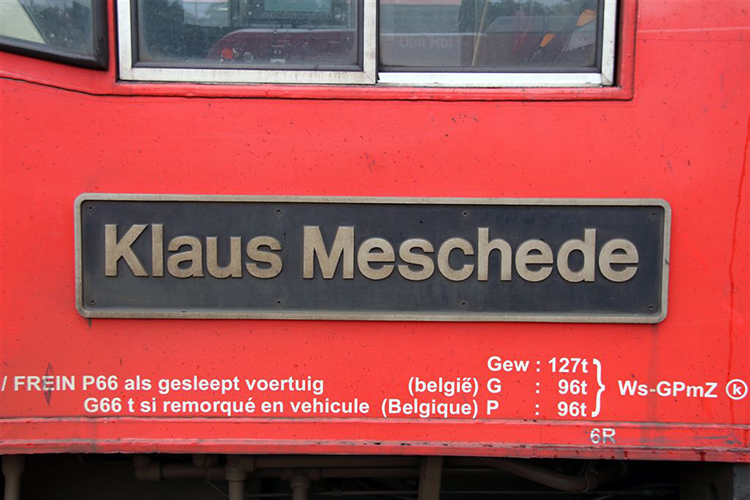 Klaus Meschede
Gew : 127t
/ FREIN P66 als gesleept voertuig (belgië) G : 96t
G66 t si remorqué en vehicule (Belgique) P : 96t
Ws-GPmZ k
6R